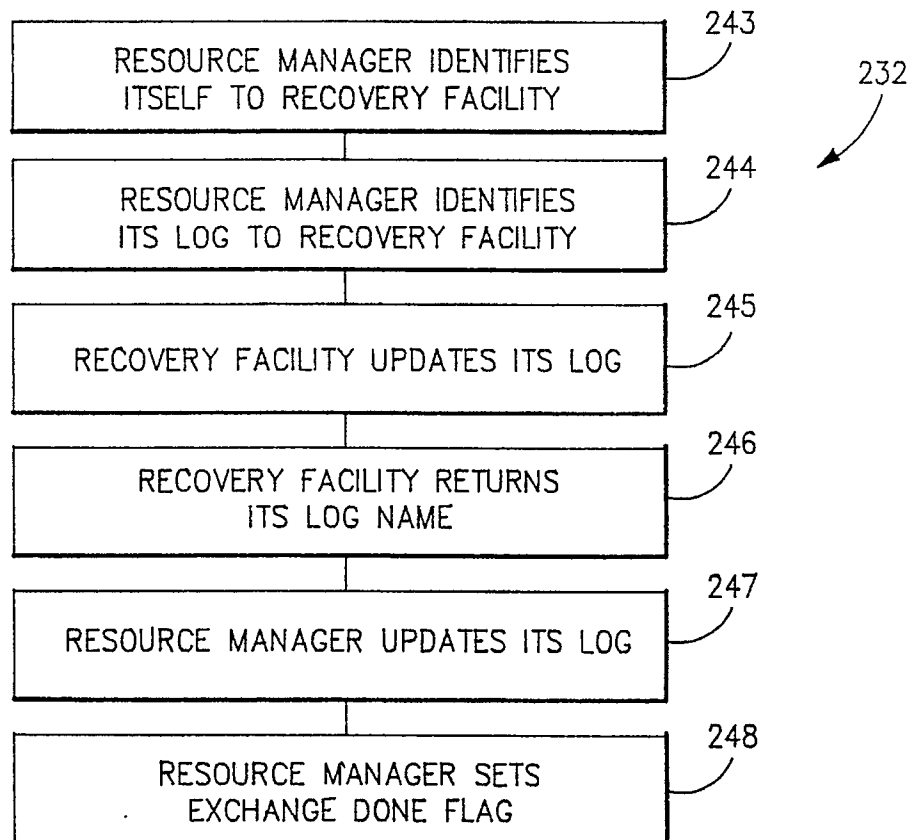 243
RESOURCE MANAGER IDENTIFIES
ITSELF TO RECOVERY FACILITY
232
244
RESOURCE MANAGER IDENTIFIES
ITS LOG TO RECOVERY FACILITY
245
RECOVERY FACILITY UPDATES ITS LOG
246
RECOVERY FACILITY RETURNS
ITS LOG NAME
247
RESOURCE MANAGER UPDATES ITS LOG
248
RESOURCE MANAGER SETS
EXCHANGE DONE FLAG